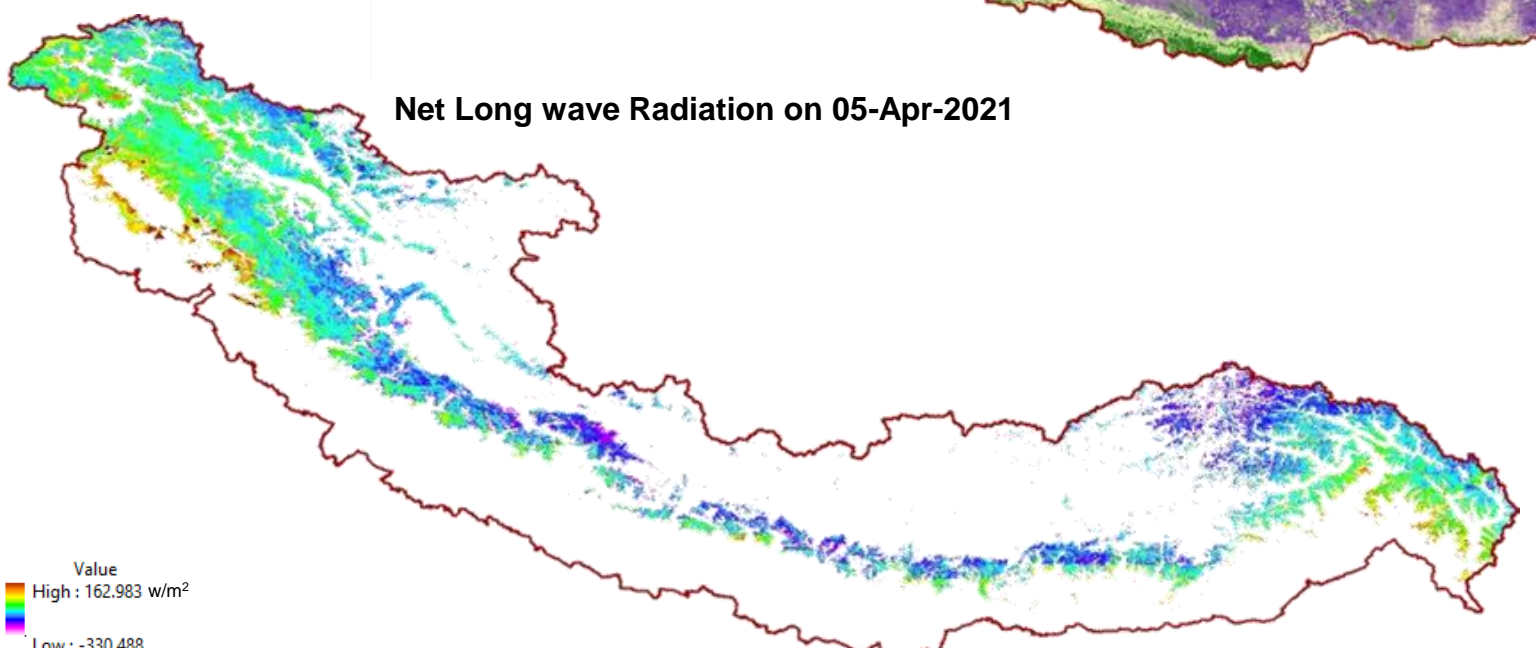 Net Long wave Radiation on 05-Apr-2021
Value
High : 162.983 w/m²
Low : -330.488